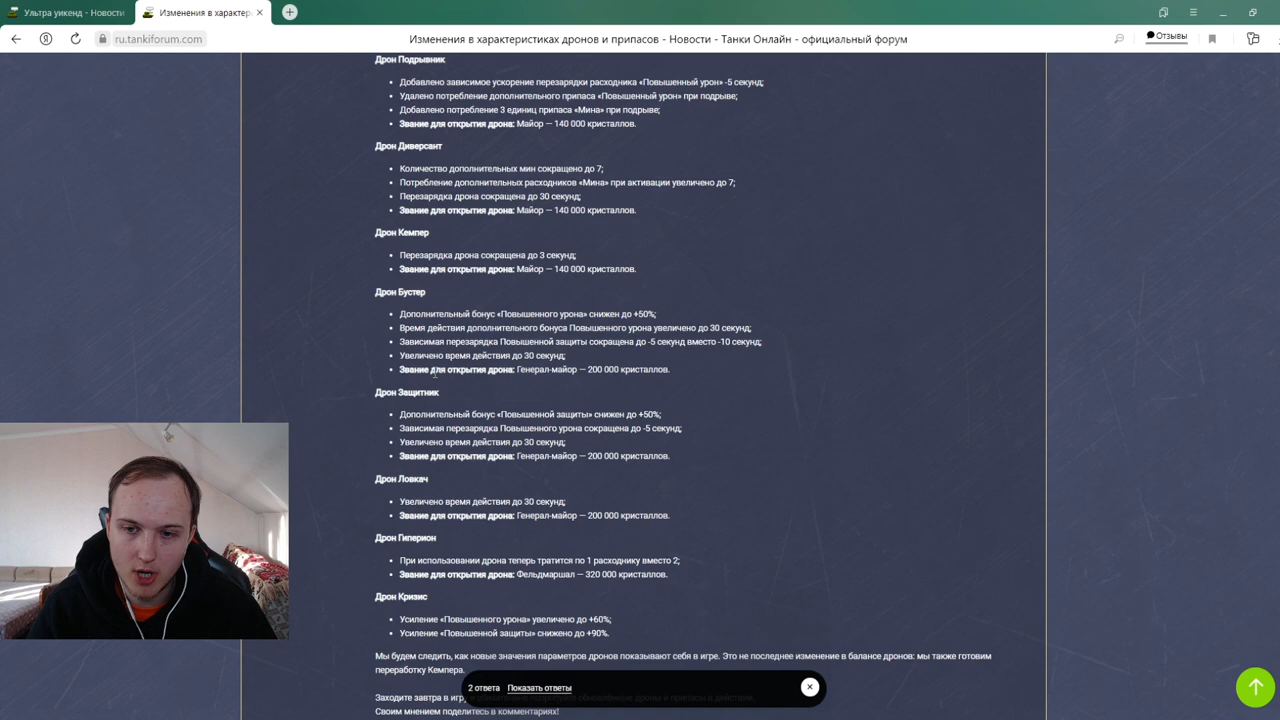 Ультра уикенд - Новости
Изменения в характер
ru.tankiforum.com
Изменения в характеристиках дронов и припасов - Новости - Танки Онлайн - официальный форум
Отзывы
Дрон Подрывник
Добавлено зависимое ускорение перезарядки расходника «Повышенный урон» -5 секунд;
Удалено потребление дополнительного припаса «Повышенный урон» при подрыве;
Добавлено потребление 3 единиц припаса «Мина» при подрыве;
Звание для открытия дрона: Майор — 140 000 кристаллов.
Дрон Диверсант
Количество дополнительных мин сокращено до 7;
Потребление дополнительных расходников «Мина» при активации увеличено до 7;
Перезарядка дрона сокращена до 30 секунд;
Звание для открытия дрона: Майор — 140 000 кристаллов.
Дрон Кемпер
Перезарядка дрона сокращена до 3 секунд;
Звание для открытия дрона: Майор — 140 000 кристаллов.
Дрон Бустер
Дополнительный бонус «Повышенного урона» снижен до +50%;
Время действия дополнительного бонуса Повышенного урона увеличено до 30 секунд;
Зависимая перезарядка Повышенной защиты сокращена до -5 секунд вместо -10 секунд;
Увеличено время действия до 30 секунд;
Звание для открытия дрона: Генерал-майор — 200 000 кристаллов.
Дрон Защитник
Дополнительный бонус «Повышенной защиты» снижен до +50%;
Зависимая перезарядка Повышенного урона сокращена до -5 секунд;
Увеличено время действия до 30 секунд;
Звание для открытия дрона: Генерал-майор — 200 000 кристаллов.
Дрон Ловкач
Увеличено время действия до 30 секунд;
Звание для открытия дрона: Генерал-майор — 200 000 кристаллов.
Дрон Гиперион
При использовании дрона теперь тратится по 1 расходнику вместо 2;
Звание для открытия дрона: Фельдмаршал — 320 000 кристаллов.
Дрон Кризис
Усиление «Повышенного урона» увеличено до +60%;
Усиление «Повышенной защиты» снижено до +90%.
Мы будем следить, как новые значения параметров дронов показывают себя в игре. Это не последнее изменение в балансе дронов: мы также готовим
переработку Кемпера.
2 ответа Показать ответы
Заходите завтра в игру
Своим мнением поделитесь в комментариях!